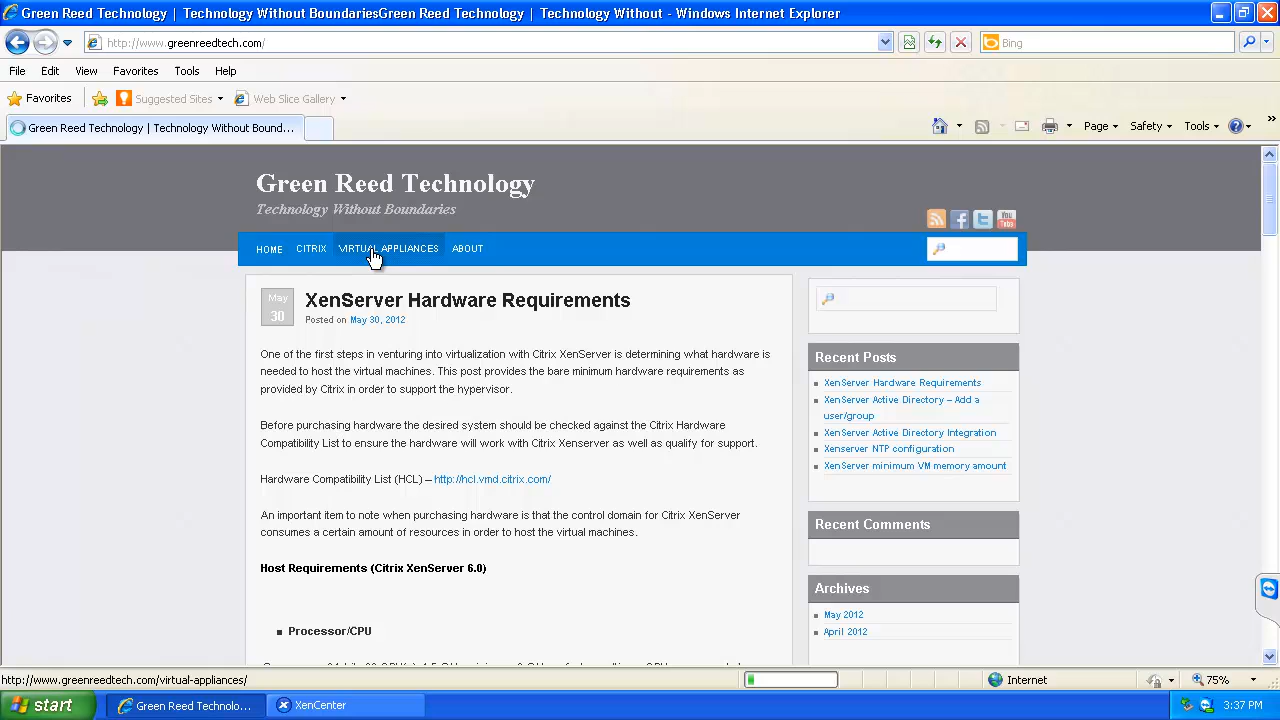 Green Reed Technology | Technology Without BoundariesGreen Reed Technology | Technology Without - Windows Internet Explorer
http://www.greenreedtech.com/
Bing
File Edit View Favorites Tools Help
Favorites Suggested Sites Web Slice Gallery
Green Reed Technology | Technology Without Bound...
Page Safety Tools »
Green Reed Technology
Technology Without Boundaries
You Tube
HOME CITRIX VIRTUAL APPLIANCES ABOUT
May
30
XenServer Hardware Requirements
Posted on May 30, 2012
One of the first steps in venturing into virtualization with Citrix XenServer is determining what hardware is
needed to host the virtual machines. This post provides the bare minimum hardware requirements as
provided by Citrix in order to support the hypervisor.
Before purchasing hardware the desired system should be checked against the Citrix Hardware
Compatibility List to ensure the hardware will work with Citrix Xenserver as well as qualify for support.
Hardware Compatibility List (HCL) – http://hcl.vmd.citrix.com/
An important item to note when purchasing hardware is that the control domain for Citrix XenServer
consumes a certain amount of resources in order to host the virtual machines.
Host Requirements (Citrix XenServer 6.0)
Processor/CPU
Recent Posts
XenServer Hardware Requirements
XenServer Active Directory – Add a
user/group
XenServer Active Directory Integration
Xenserver NTP configuration
XenServer minimum VM memory amount
Recent Comments
Archives
May 2012
April 2012
http://www.greenreedtech.com/virtual-appliances/
Internet
75%
start
Green Reed Technolo...
XenCenter
3:37 PM